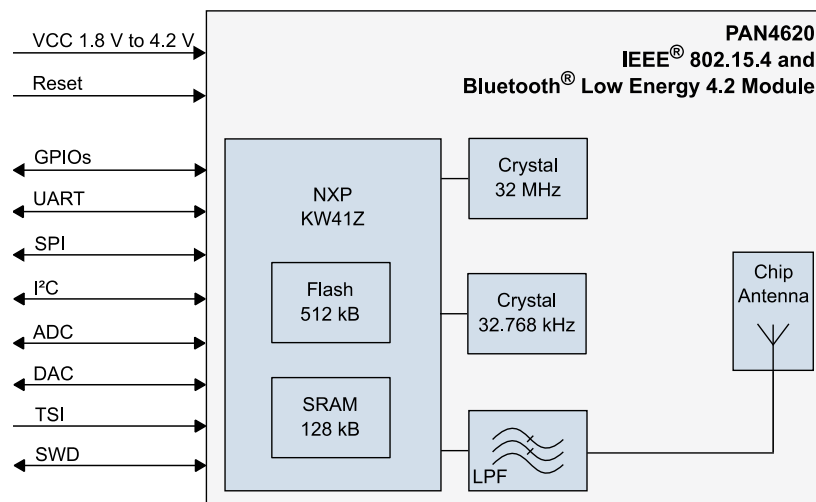 PAN4620
IEEE® 802.15.4 and
Bluetooth® Low Energy 4.2 Module
VCC 1.8 V to 4.2 V
Reset
GPIOs
UART
SPI
I²C
ADC
DAC
TSI
SWD
NXP
KW41Z
Flash
512 kB
SRAM
128 kB
Crystal
32 MHz
Crystal
32.768 kHz
LPF
Chip
Antenna